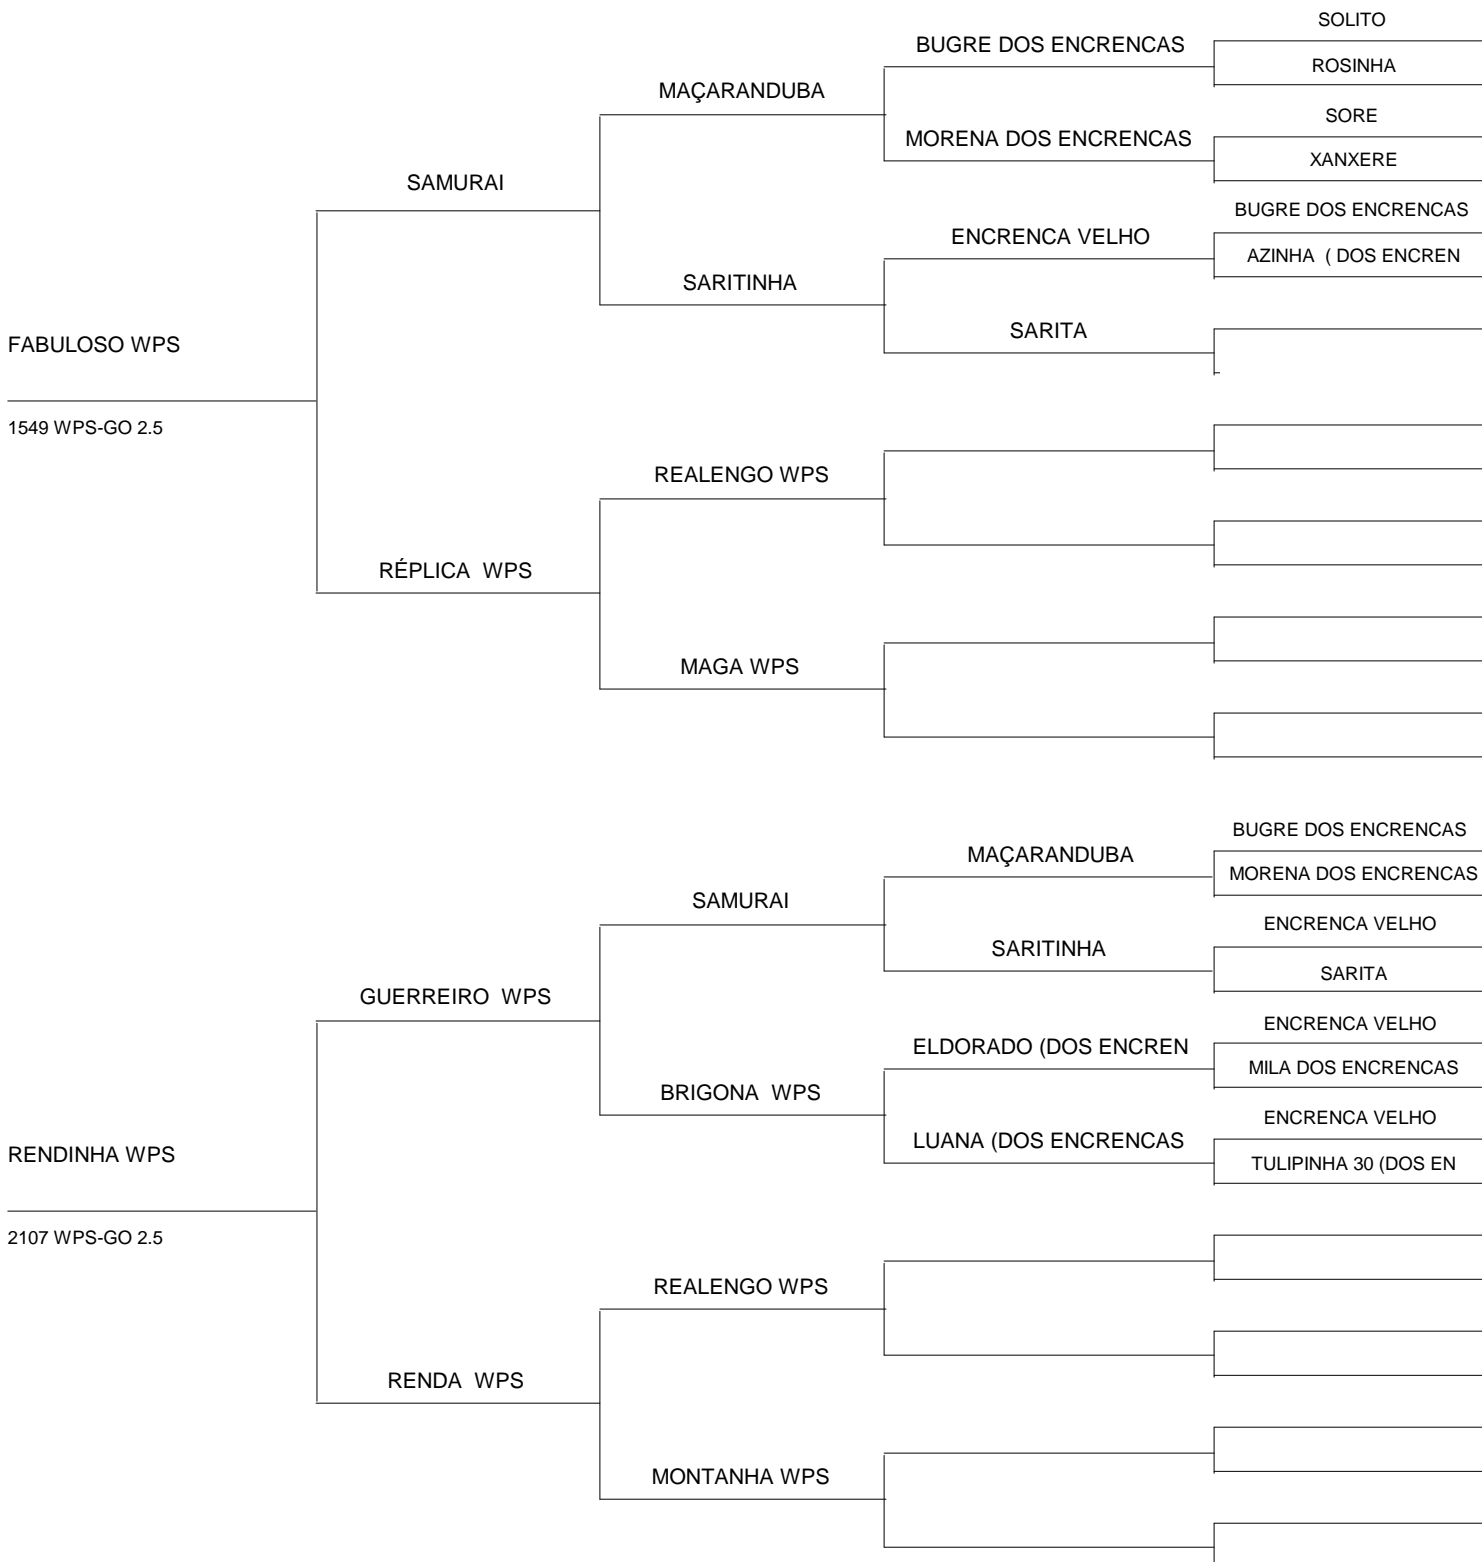 SOLITO
BUGRE DOS ENCRENCAS
ROSINHA
MAÇARANDUBA
SORE
MORENA DOS ENCRENCAS
XANXERE
SAMURAI
BUGRE DOS ENCRENCAS
ENCRENCA VELHO
AZINHA ( DOS ENCREN
SARITINHA
SARITA
FABULOSO WPS
1549 WPS-GO 2.5
REALENGO WPS
RÉPLICA WPS
MAGA WPS
BUGRE DOS ENCRENCAS
MAÇARANDUBA
MORENA DOS ENCRENCAS
SAMURAI
ENCRENCA VELHO
SARITINHA
SARITA
GUERREIRO WPS
ENCRENCA VELHO
ELDORADO (DOS ENCREN
MILA DOS ENCRENCAS
BRIGONA WPS
ENCRENCA VELHO
LUANA (DOS ENCRENCAS
TULIPINHA 30 (DOS EN
RENDINHA WPS
2107 WPS-GO 2.5
REALENGO WPS
RENDA WPS
MONTANHA WPS